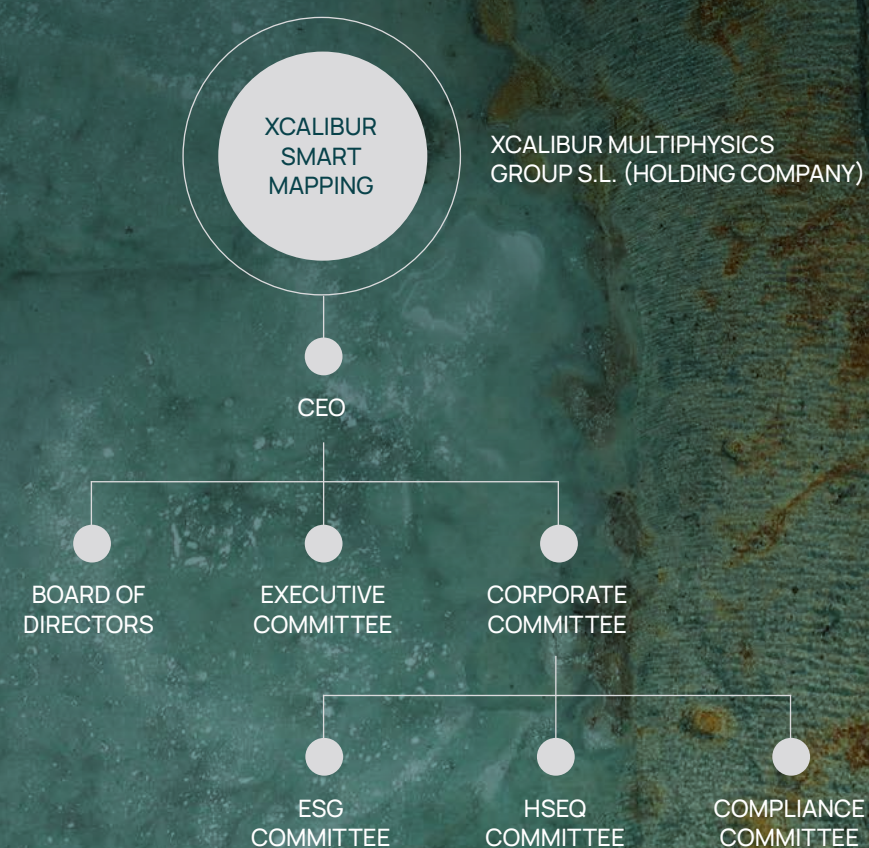 XCALIBUR
SMART
MAPPING
XCALIBUR MULTIPHYSICS
GROUP S.L. (HOLDING COMPANY)
CEO
BOARD OF
DIRECTORS
EXECUTIVE
COMMITTEE
CORPORATE
COMMITTEE
ESG
COMMITTEE
HSEQ
COMMITTEE
COMPLIANCE
COMMITTEE